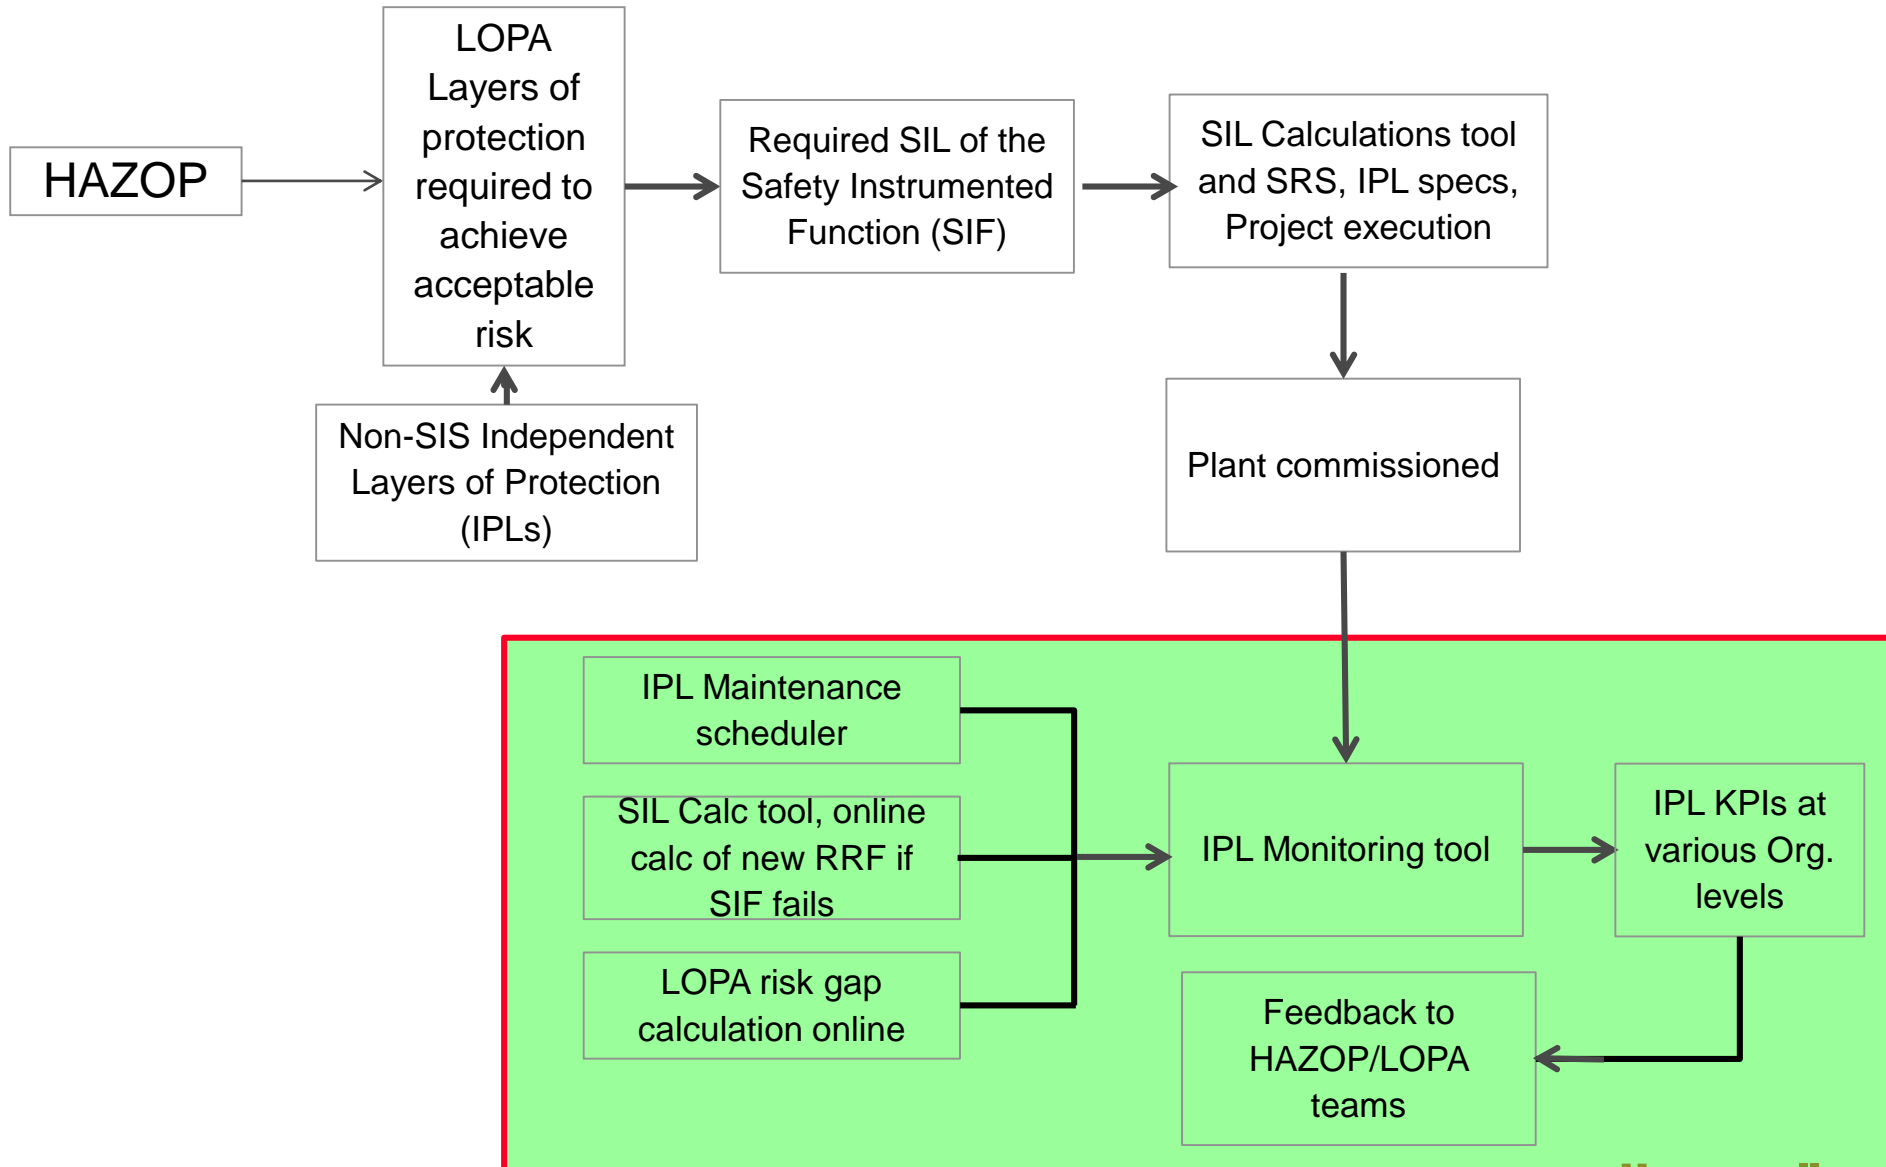 HAZOP
LOPA
Layers of
protection
required to
achieve
acceptable
risk
Non-SIS Independent
Layers of Protection
(IPLs)
Required SIL of the
Safety Instrumented
Function (SIF)
SIL Calculations tool
and SRS, IPL specs,
Project execution
Plant commissioned
IPL Maintenance
scheduler
SIL Calc tool, online
calc of new RRF if
SIF fails
LOPA risk gap
calculation online
IPL Monitoring tool
IPL KPIs at
various Org.
levels
Feedback to
HAZOP/LOPA
teams